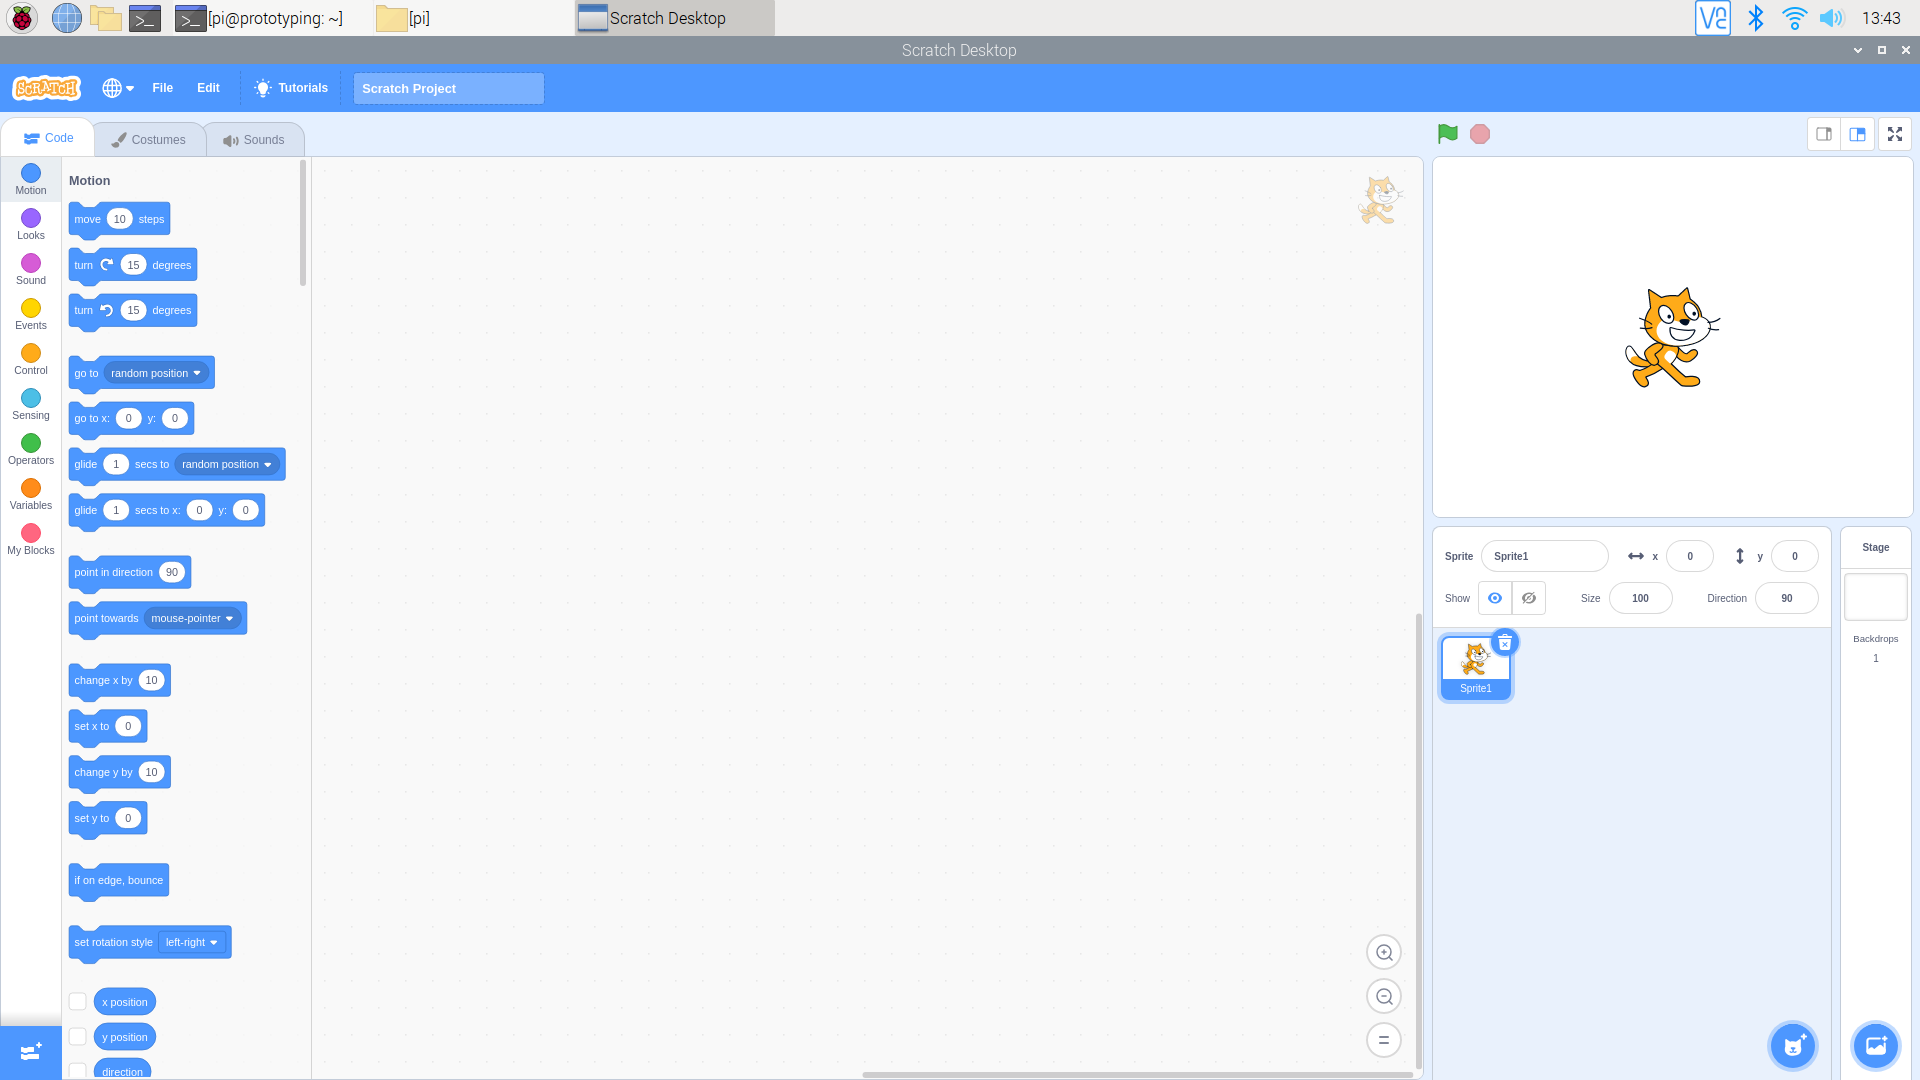 [pi@prototyping: ~]
[pi]
Scratch Desktop
13:43
Scratch Desktop
SCRATCH
File
Edit
Tutorials
Scratch Project
Code
Costumes
Sounds
Motion
Looks
Sound
Events
Control
Sensing
Operators
Variables
My Blocks
Motion
move 10 steps
turn 15 degrees
turn 15 degrees
go to random position
go to x: 0 y: 0
glide 1 secs to random position
glide 1 secs to x: 0 y: 0
point in direction 90
point towards mouse-pointer
change x by 10
set x to 0
change y by 10
set y to 0
if on edge, bounce
set rotation style left-right
x position
y position
direction
Sprite Sprite1 x 0 y 0
Show Size 100 Direction 90
Sprite1
Stage
Backdrops
1